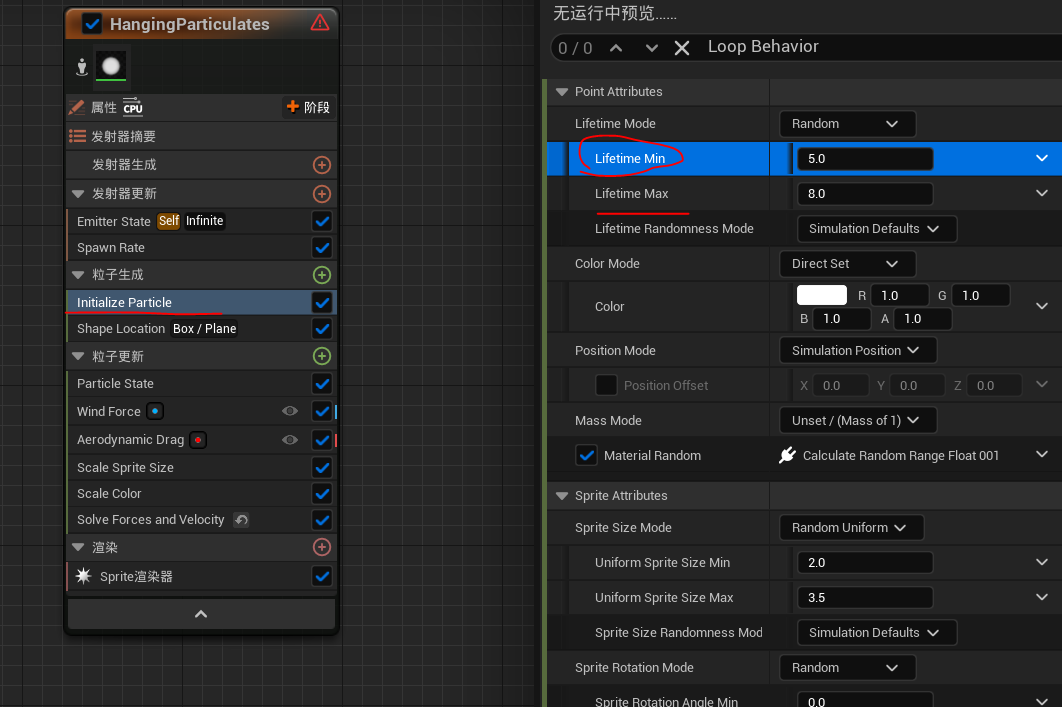 HangingParticulates
属性 CPU 阶段
发射器摘要
发射器生成
发射器更新
Emitter State Self Infinite
Spawn Rate
粒子生成
Initialize Particle
Shape Location Box / Plane
粒子更新
Particle State
Wind Force
Aerodynamic Drag
Scale Sprite Size
Scale Color
Solve Forces and Velocity
渲染
Sprite渲染器
无运行中预览......
0 / 0 Loop Behavior
Point Attributes
Lifetime Mode Random
Lifetime Min 5.0
Lifetime Max 8.0
Lifetime Randomness Mode Simulation Defaults
Color Mode Direct Set
Color R 1.0 G 1.0
B 1.0 A 1.0
Position Mode Simulation Position
Position Offset X 0.0 Y 0.0 Z 0.0
Mass Mode Unset / (Mass of 1)
Material Random Calculate Random Range Float 001
Sprite Attributes
Sprite Size Mode Random Uniform
Uniform Sprite Size Min 2.0
Uniform Sprite Size Max 3.5
Sprite Size Randomness Mod Simulation Defaults
Sprite Rotation Mode Random
Sprite Rotation Angle Min 0.0